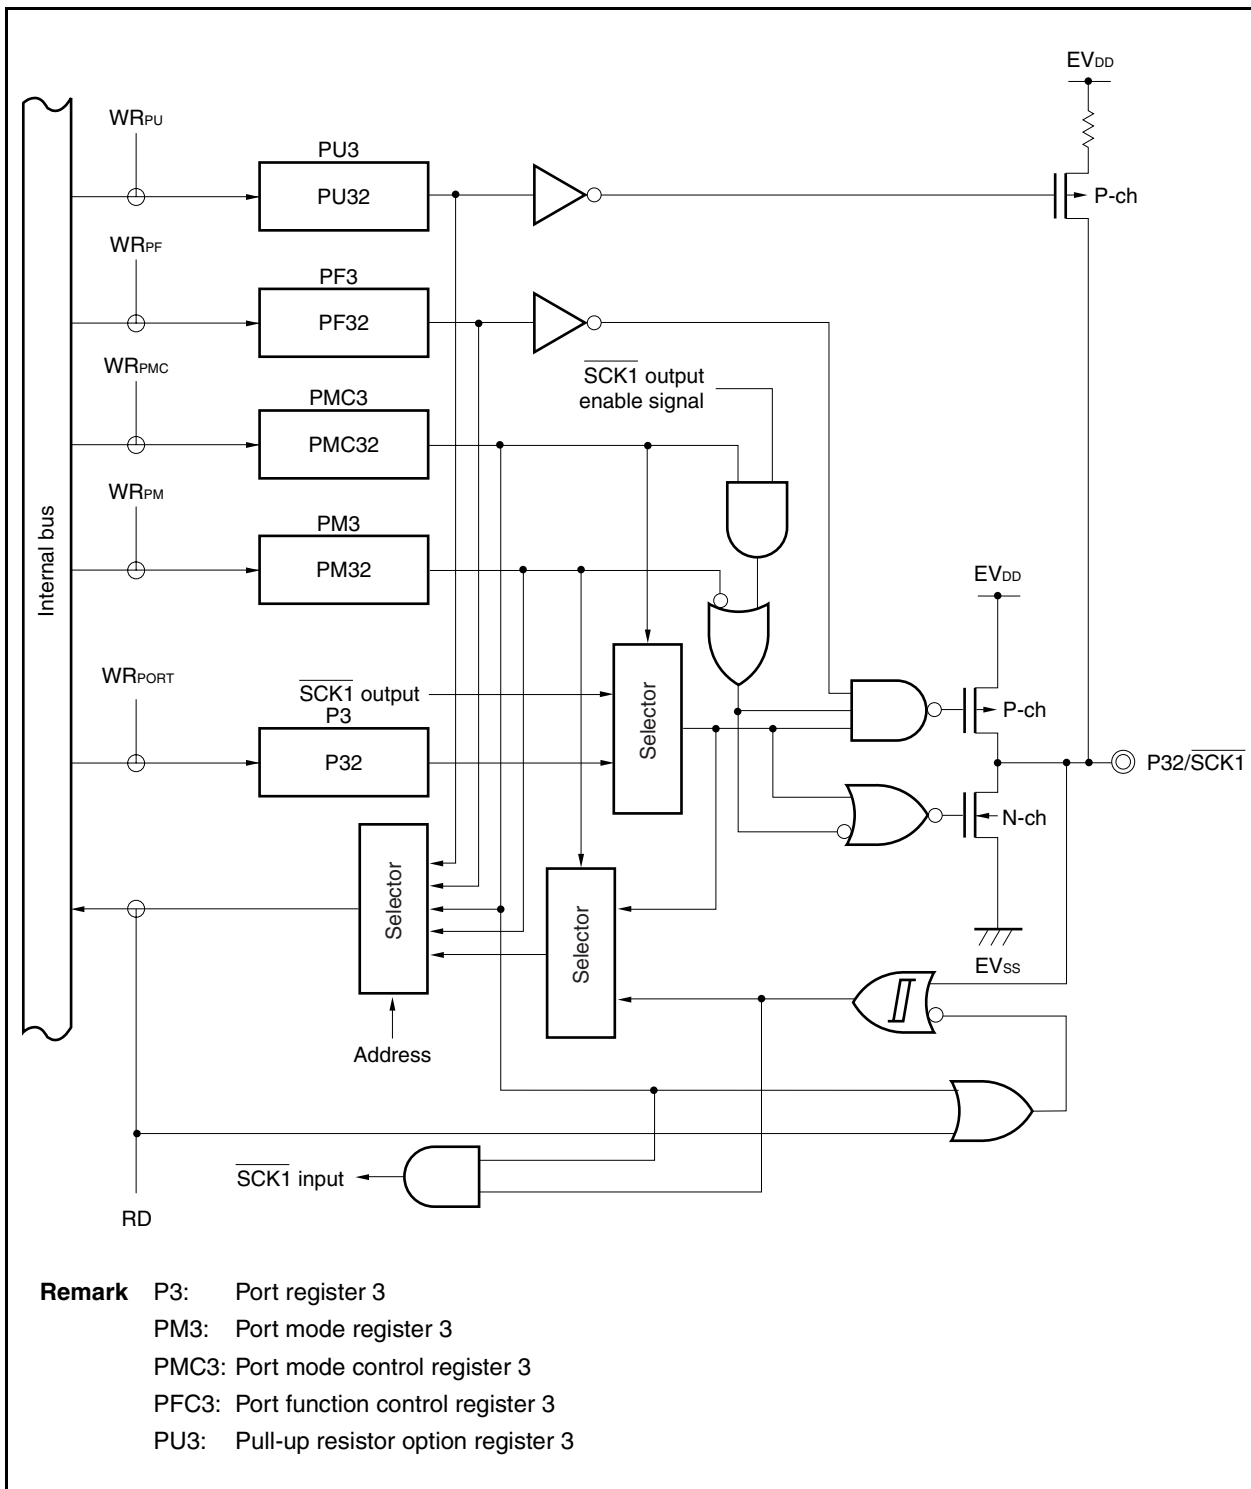 EVDD
WRPU
PU3
PU32
P-ch
WRPF
PF3
PF32
WRPMC
SCK1 output
enable signal
PMC3
PMC32
WRPM
PM3
PM32
Internal bus
EVDD
WRPORT
SCK1 output
P3
P32
Selector
P-ch
P32/SCK1
N-ch
Selector
Selector
EVSS
Address
SCK1 input
RD
Remark P3: Port register 3
PM3: Port mode register 3
PMC3: Port mode control register 3
PFC3: Port function control register 3
PU3: Pull-up resistor option register 3